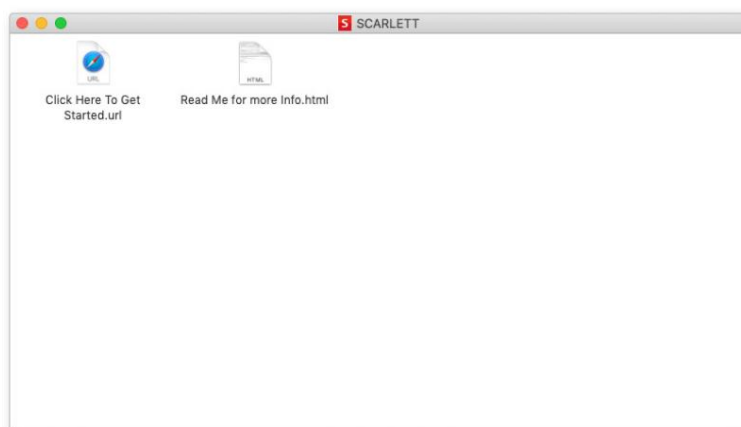 S SCARLETT
URL
HTML
Click Here To Get
Started.url
Read Me for more Info.html